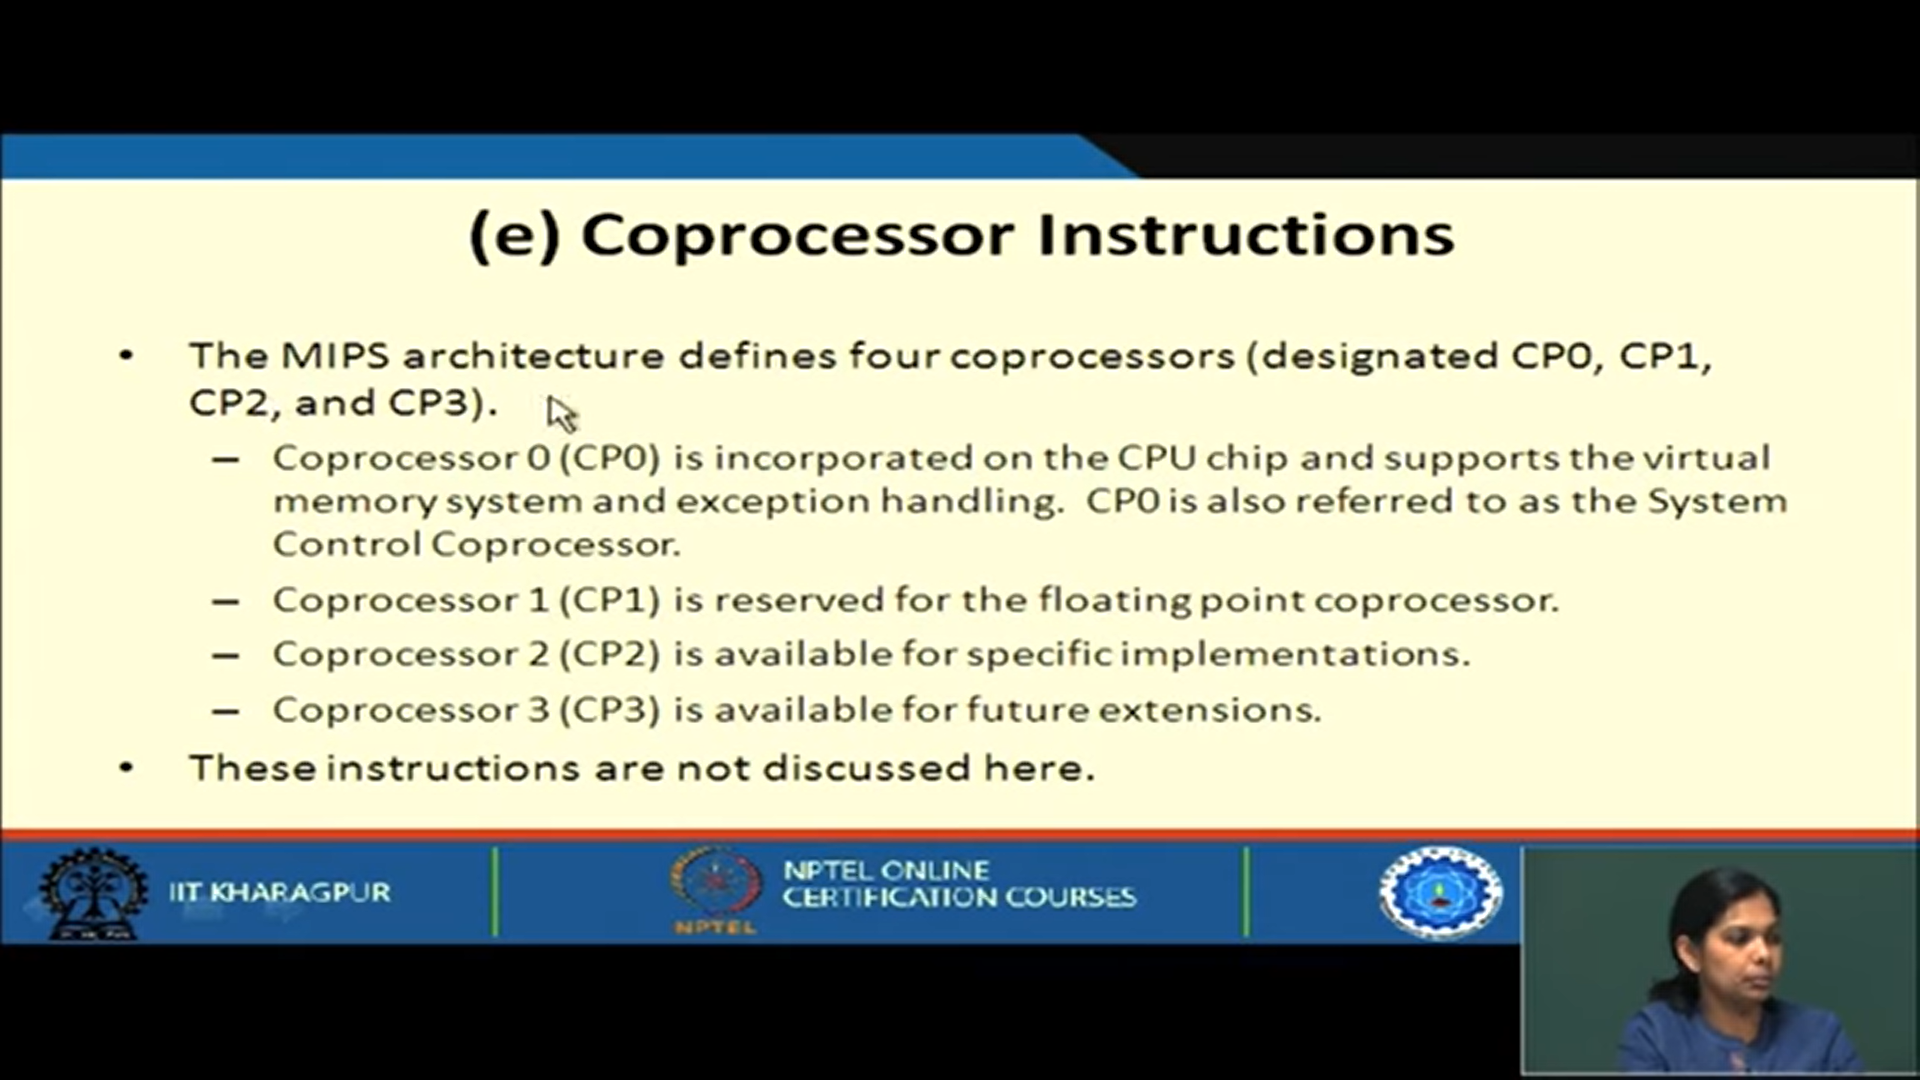 (e) Coprocessor Instructions
• The MIPS architecture defines four coprocessors (designated CP0, CP1,
CP2, and CP3).
– Coprocessor 0 (CP0) is incorporated on the CPU chip and supports the virtual
memory system and exception handling. CP0 is also referred to as the System
Control Coprocessor.
– Coprocessor 1 (CP1) is reserved for the floating point coprocessor.
– Coprocessor 2 (CP2) is available for specific implementations.
– Coprocessor 3 (CP3) is available for future extensions.
• These instructions are not discussed here.
IIT KHARAGPUR
NPTEL
NPTEL ONLINE
CERTIFICATION COURSES